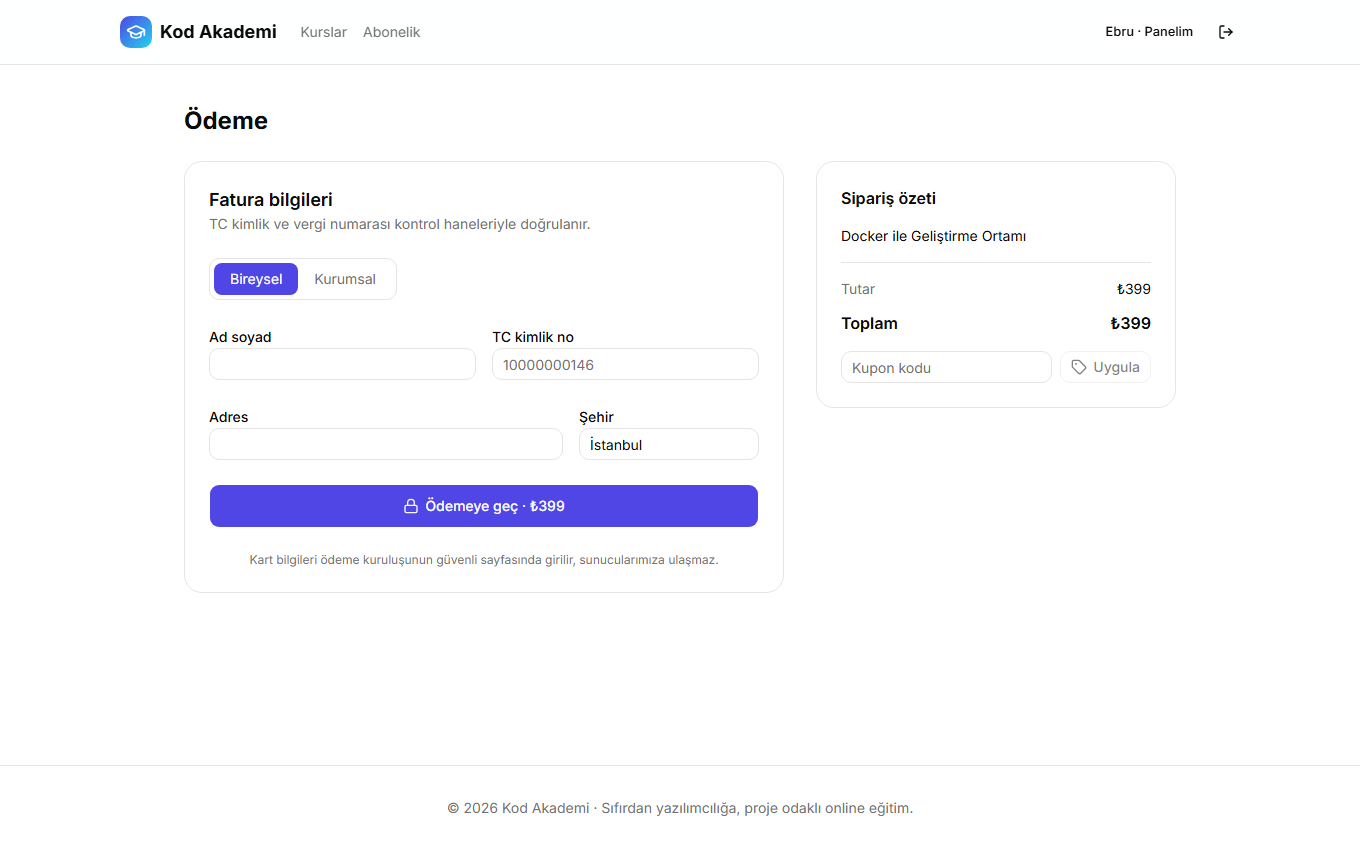 Kod Akademi
Kurslar
Abonelik
Ebru · Panelim
Ödeme
Fatura bilgileri
TC kimlik ve vergi numarası kontrol haneleriyle doğrulanır.
Bireysel
Kurumsal
Ad soyad
TC kimlik no
10000000146
Adres
Şehir
İstanbul
Ödemeye geç · ₺399
Kart bilgileri ödeme kuruluşunun güvenli sayfasında girilir, sunucularımıza ulaşmaz.
Sipariş özeti
Docker ile Geliştirme Ortamı
Tutar ₺399
Toplam ₺399
Kupon kodu
Uygula
© 2026 Kod Akademi · Sıfırdan yazılımcılığa, proje odaklı online eğitim.